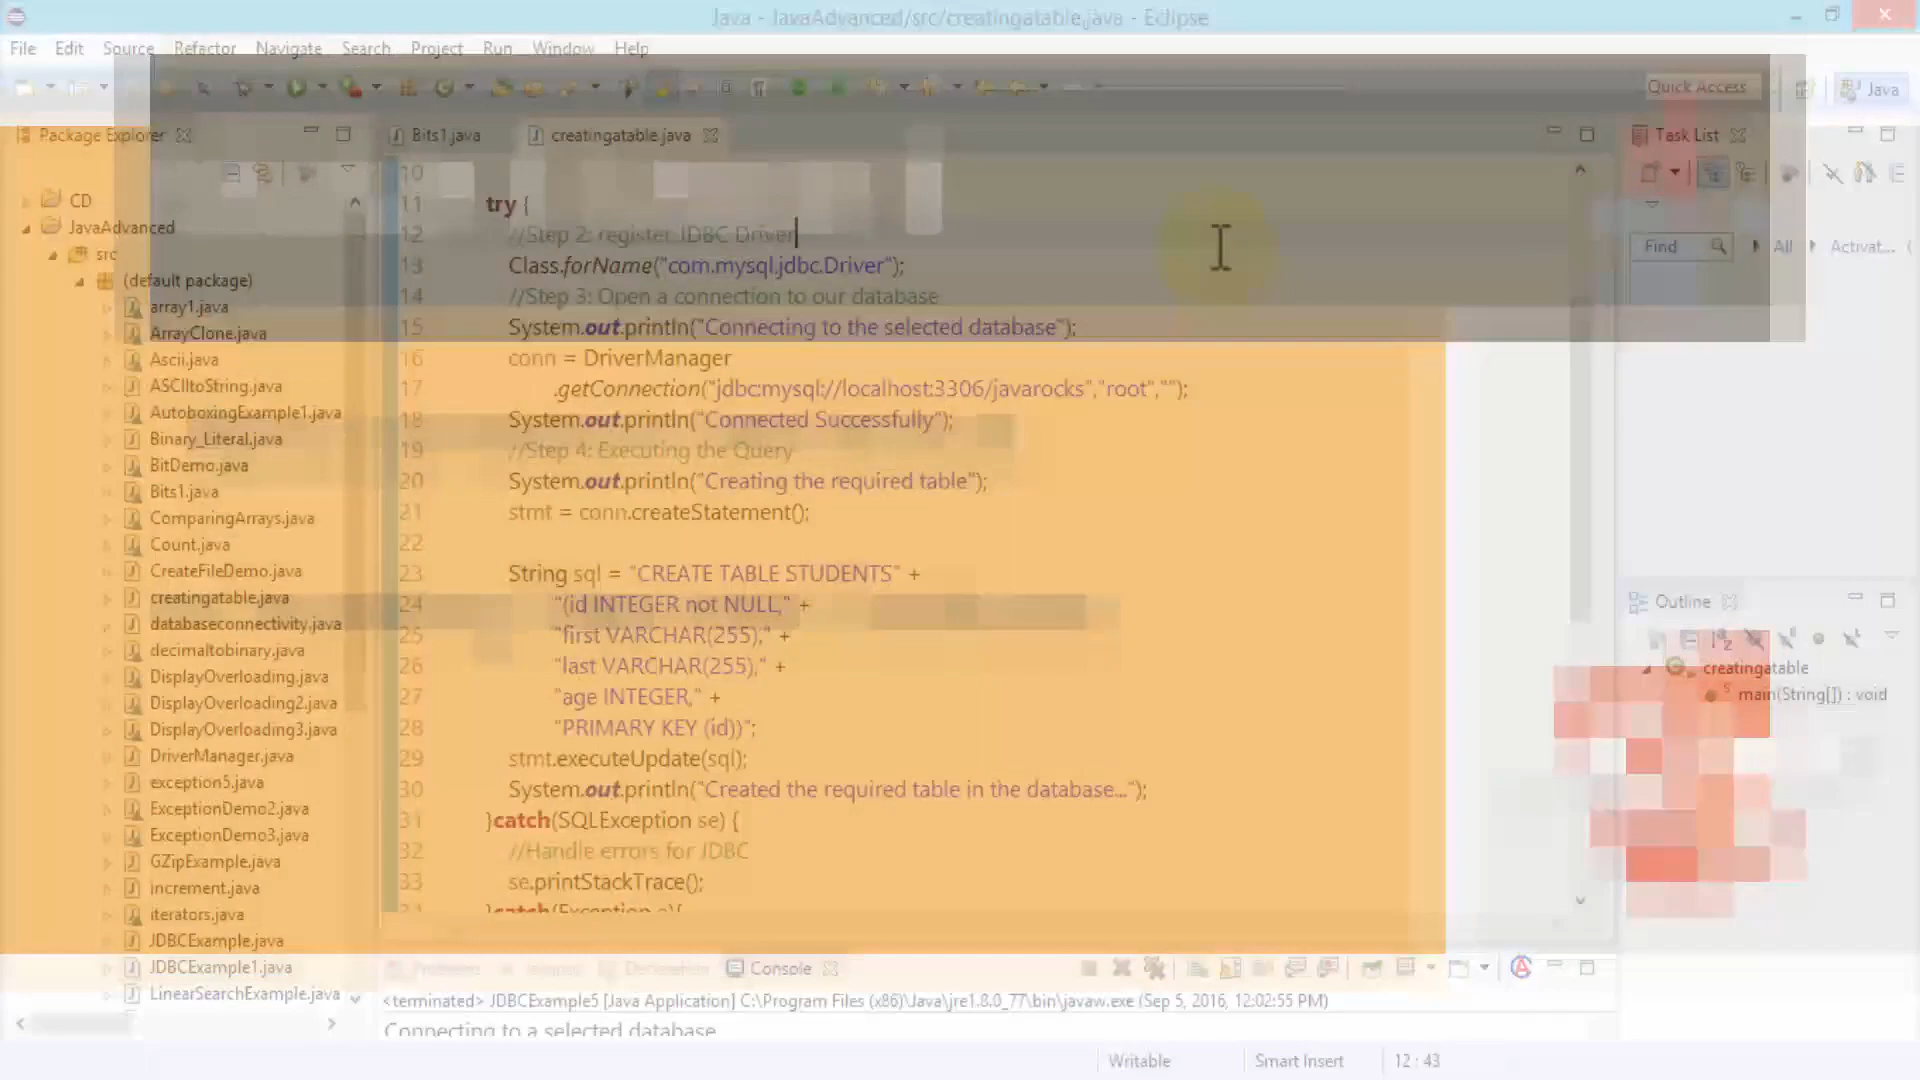 Java - JavaAdvanced/src/creatingatable.java - Eclipse
File Edit Source Refactor Navigate Search Project Run Window Help
Quick Access
Java
Package Explorer
Bits1.java
creatingatable.java
Task List
CD
JavaAdvanced
src
(default package)
array1.java
ArrayClone.java
Ascii.java
ASCIItoString.java
AutoboxingExample1.java
Binary_Literal.java
BitDemo.java
Bits1.java
ComparingArrays.java
Count.java
CreateFileDemo.java
creatingatable.java
databaseconnectivity.java
decimaltobinary.java
DisplayOverloading.java
DisplayOverloading2.java
DisplayOverloading3.java
DriverManager.java
exception5.java
ExceptionDemo2.java
ExceptionDemo3.java
GZipExample.java
increment.java
iterators.java
JDBCExample.java
JDBCExample1.java
LinearSearchExample.java
10
11 try {
12 //Step 2: register JDBC Driver
13 Class.forName("com.mysql.jdbc.Driver");
14 //Step 3: Open a connection to our database
15 System.out.println("Connecting to the selected database");
16 conn = DriverManager
17 .getConnection("jdbc:mysql://localhost:3306/javarocks","root","");
18 System.out.println("Connected Successfully");
19 //Step 4: Executing the Query
20 System.out.println("Creating the required table");
21 stmt = conn.createStatement();
22
23 String sql = "CREATE TABLE STUDENTS" +
24 "(id INTEGER not NULL," +
25 "first VARCHAR(255)," +
26 "last VARCHAR(255)," +
27 "age INTEGER," +
28 "PRIMARY KEY (id))";
29 stmt.executeUpdate(sql);
30 System.out.println("Created the required table in the database...");
31 }catch(SQLException se) {
32 //Handle errors for JDBC
33 se.printStackTrace();
}catch(Exception e){
Find All Activat...
Outline
creatingatable
main(String[]) : void
Declaration Console
<terminated> JDBCExample5 [Java Application] C:\Program Files (x86)\Java\jre1.8.0_77\bin\javaw.exe (Sep 5, 2016, 12:02:55 PM)
Connecting to a selected database
Writable Smart Insert 12 : 43